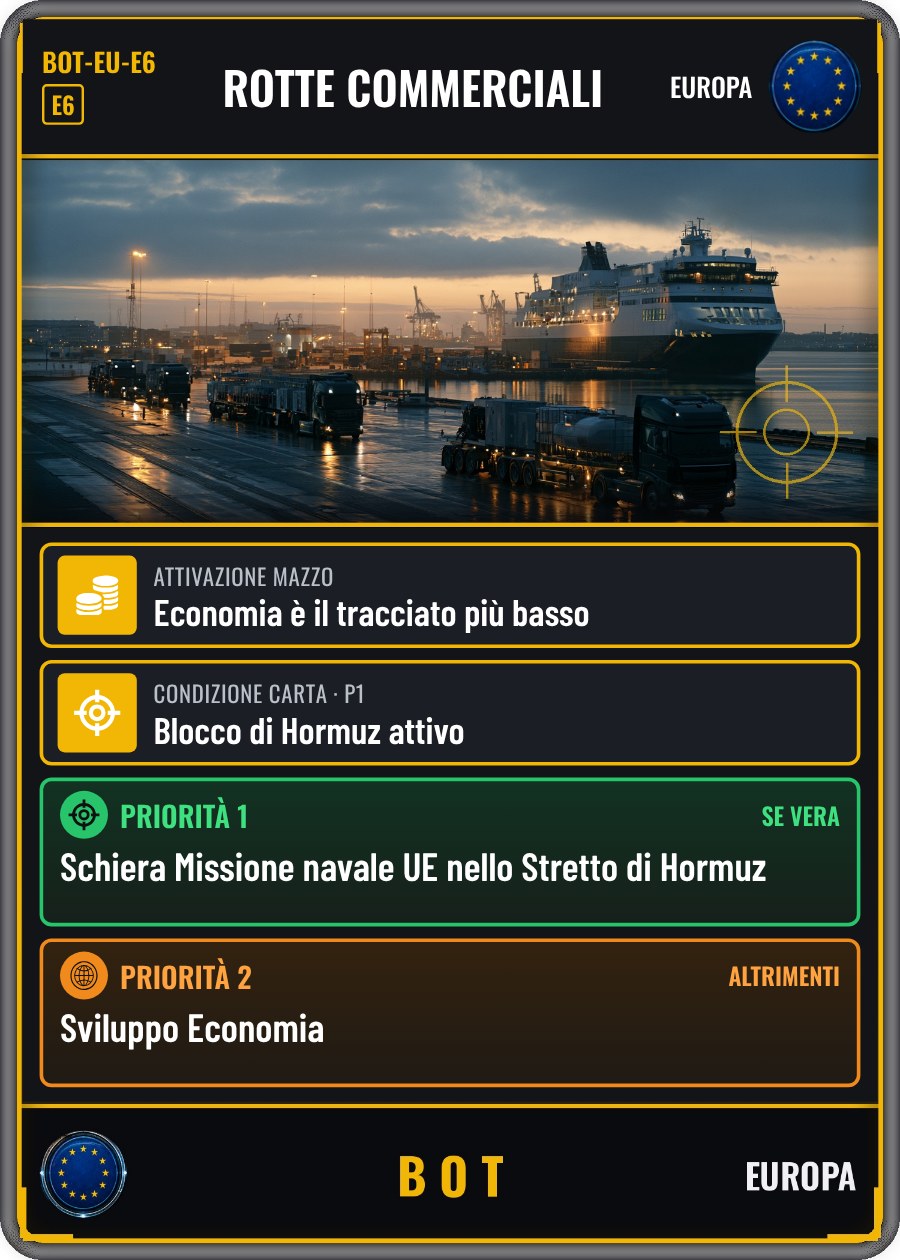 BOT-EU-E6
E6
ROTTE COMMERCIALI
EUROPA
ATTIVAZIONE MAZZO
Economia è il tracciato più basso
CONDIZIONE CARTA · P1
Blocco di Hormuz attivo
PRIORITÀ 1
SE VERA
Schiera Missione navale UE nello Stretto di Hormuz
PRIORITÀ 2
ALTRIMENTI
Sviluppo Economia
BOT
EUROPA